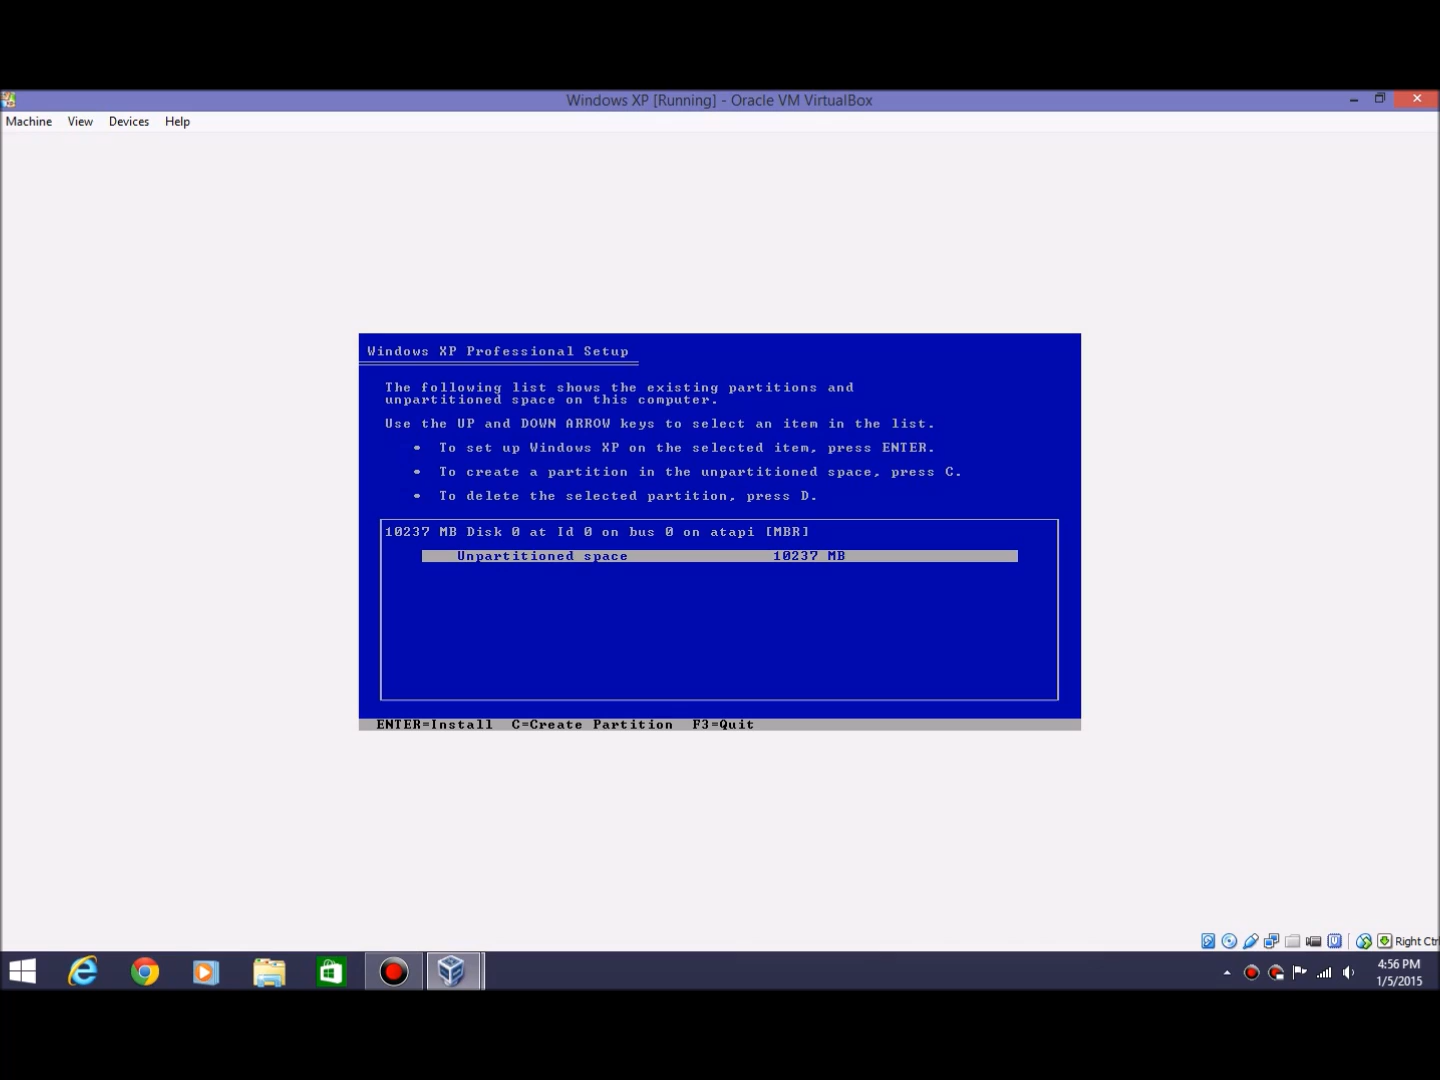 Windows XP [Running] - Oracle VM VirtualBox
Machine View Devices Help
Windows XP Professional Setup
The following list shows the existing partitions and
unpartitioned space on this computer.
Use the UP and DOWN ARROW keys to select an item in the list.
• To set up Windows XP on the selected item, press ENTER.
• To create a partition in the unpartitioned space, press C.
• To delete the selected partition, press D.
10237 MB Disk 0 at Id 0 on bus 0 on atapi [MBR]
Unpartitioned space 10237 MB
ENTER=Install C=Create Partition F3=Quit
Right Ctrl
4:56 PM
1/5/2015